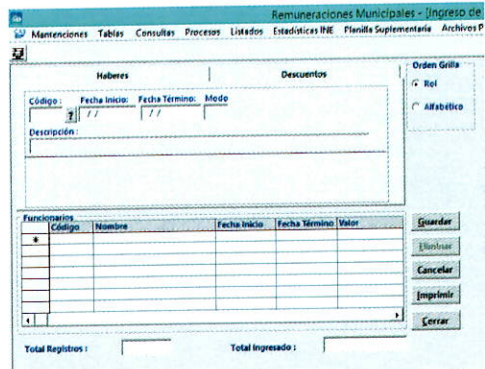 Remuneraciones Municipales - [Ingreso de
Mantenciones Tablas Consultas Procesos Listados Estadísticas INE Planilla Suplementaria Archivos P
Haberes Descuentos
Orden Grilla
Rol
Alfabético
Código : Fecha Inicio: Fecha Término: Modo
? / / / /
Descripción :
Funcionarios
Código Nombre Fecha Inicio Fecha Término Valor
*
Guardar
Eliminar
Cancelar
Imprimir
Cerrar
Total Registros : Total Ingresado :